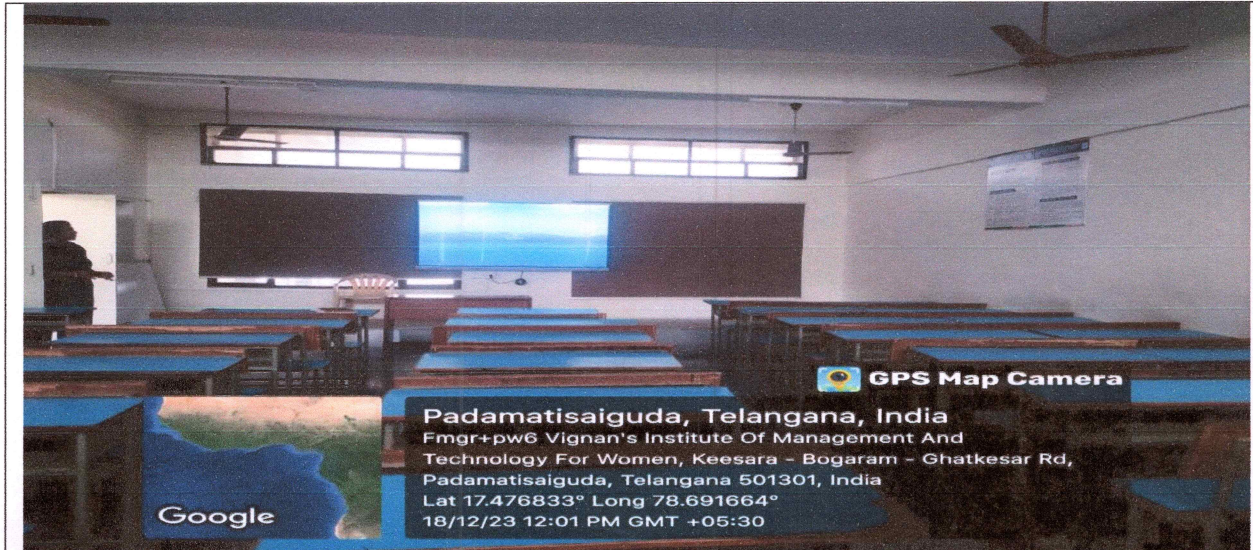 GPS Map Camera
Padamatisaiguda, Telangana, India
Fmgr+pw6 Vignan's Institute Of Management And
Technology For Women, Keesara - Bogaram - Ghatkesar Rd,
Padamatisaiguda, Telangana 501301, India
Lat 17.476833° Long 78.691664°
18/12/23 12:01 PM GMT +05:30
Google